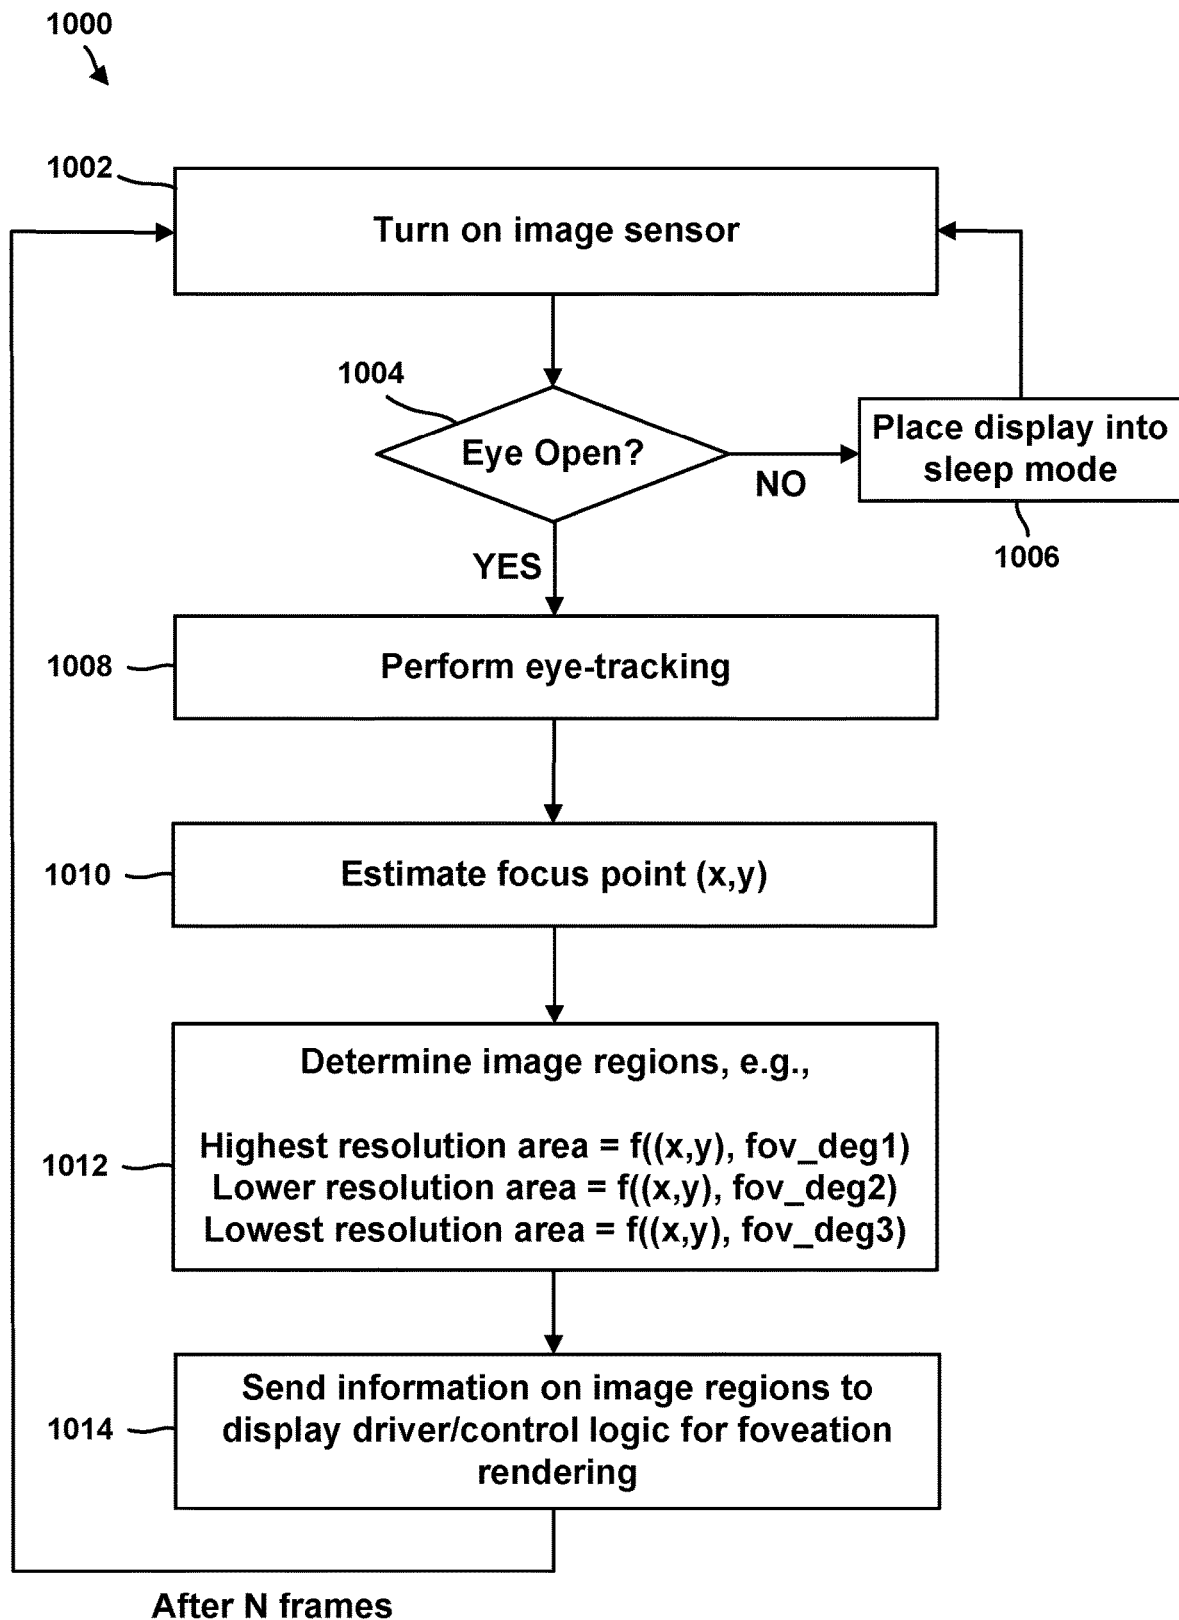 1000
1002
Turn on image sensor
1004
Eye Open?
NO
Place display into
sleep mode
1006
YES
1008
Perform eye-tracking
1010
Estimate focus point (x,y)
Determine image regions, e.g.,
1012
Highest resolution area = f((x,y), fov_deg1)
Lower resolution area = f((x,y), fov_deg2)
Lowest resolution area = f((x,y), fov_deg3)
1014
Send information on image regions to
display driver/control logic for foveation
rendering
After N frames